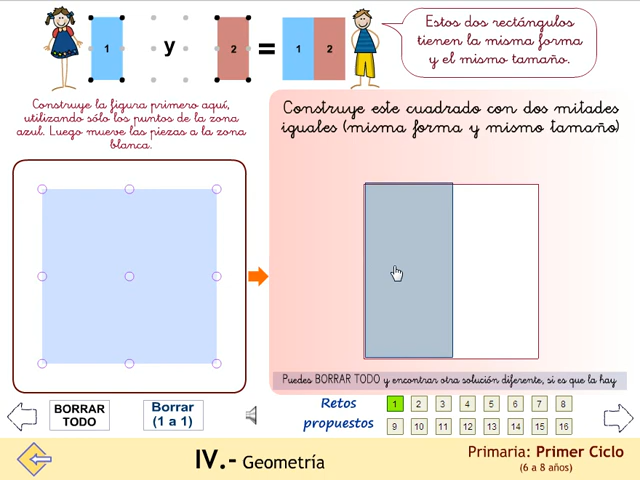 1
y
2
=
1
2
Estos dos rectángulos
tienen la misma forma
y el mismo tamaño.
Construye la figura primero aquí,
utilizando sólo los puntos de la zona
azul. Luego mueve las piezas a la zona
blanca.
Construye este cuadrado con dos mitades
iguales (misma forma y mismo tamaño)
Puedes BORRAR TODO y encontrar otra solución diferente, si es que la hay
BORRAR
TODO
Borrar
(1 a 1)
Retos
propuestos
1 2 3 4 5 6 7 8
9 10 11 12 13 14 15 16
IV.- Geometría
Primaria: Primer Ciclo
(6 a 8 años)